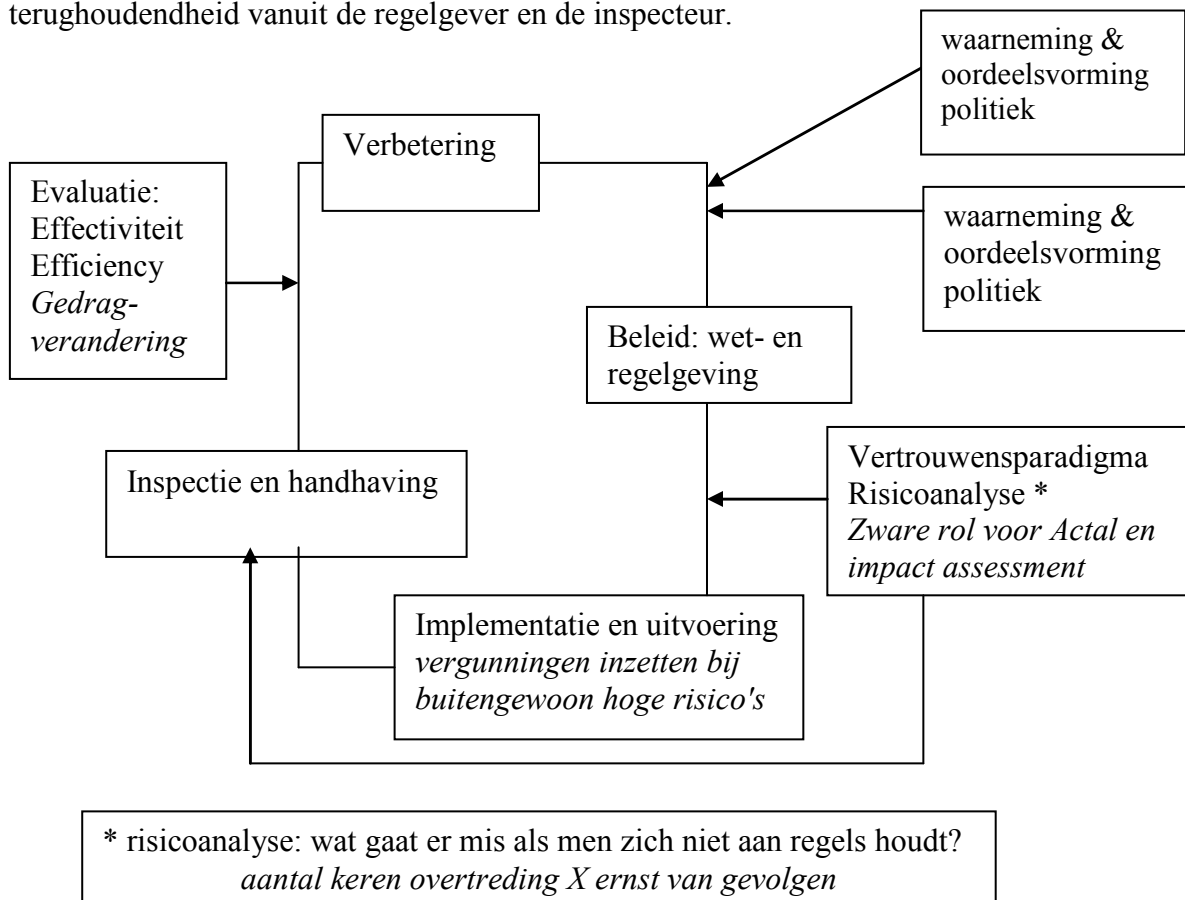 terughoudendheid vanuit de regelgever en de inspecteur.
waarneming &
oordeelsvorming
politiek
Verbetering
Evaluatie:
Effectiviteit
Efficiency
Gedrag-
verandering
waarneming &
oordeelsvorming
politiek
Beleid: wet- en
regelgeving
Inspectie en handhaving
Vertrouwensparadigma
Risicoanalyse *
Zware rol voor Actal en
impact assessment
Implementatie en uitvoering
vergunningen inzetten bij
buitengewoon hoge risico's
* risicoanalyse: wat gaat er mis als men zich niet aan regels houdt?
aantal keren overtreding X ernst van gevolgen